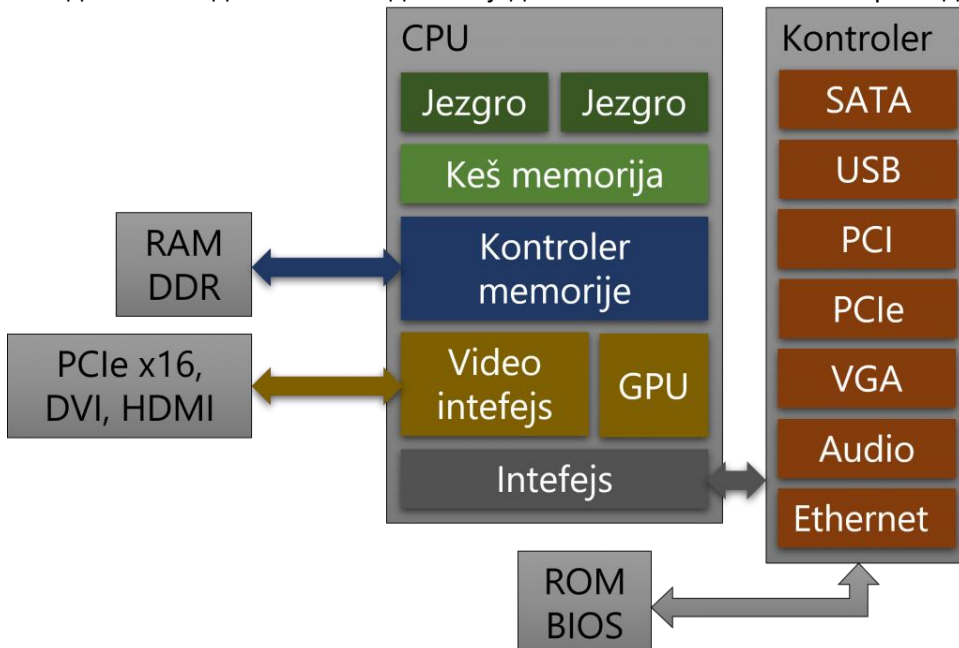 CPU
Jezgro
Jezgro
Keš memorija
Kontroler
memorije
Video
intefejs
GPU
Intefejs
RAM
DDR
PCIe x16,
DVI, HDMI
Kontroler
SATA
USB
PCI
PCIe
VGA
Audio
Ethernet
ROM
BIOS